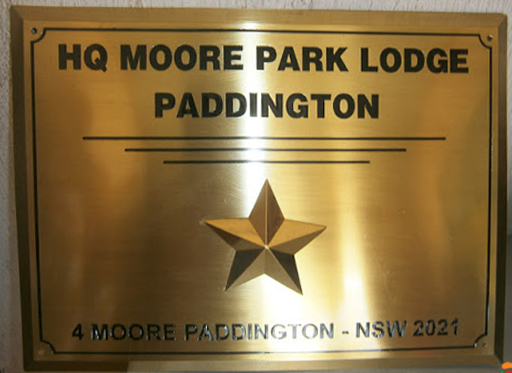 HQ MOORE PARK LODGE
PADDINGTON
4 MOORE PADDINGTON - NSW 2021